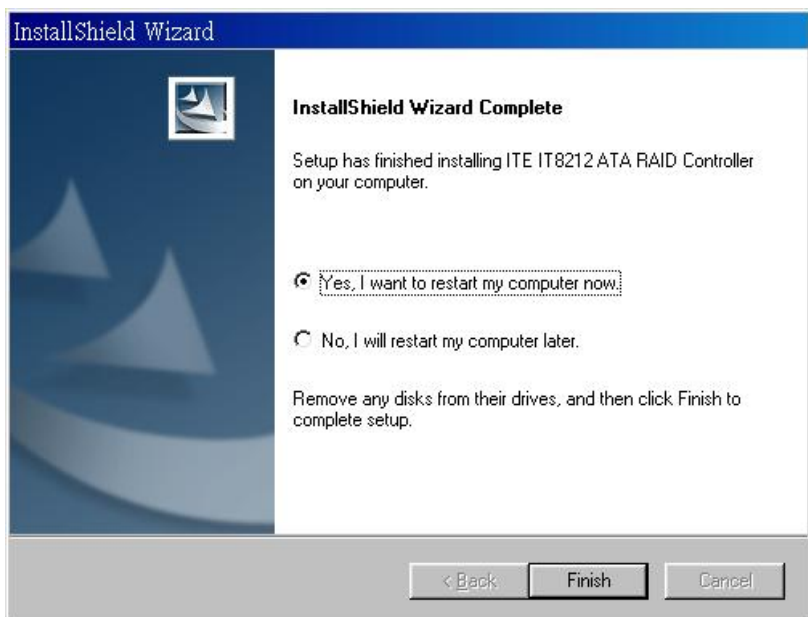 InstallShield Wizard
InstallShield Wizard Complete
Setup has finished installing ITE IT8212 ATA RAID Controller
on your computer.
Yes, I want to restart my computer now.
No, I will restart my computer later.
Remove any disks from their drives, and then click Finish to
complete setup.
< Back Finish Cancel